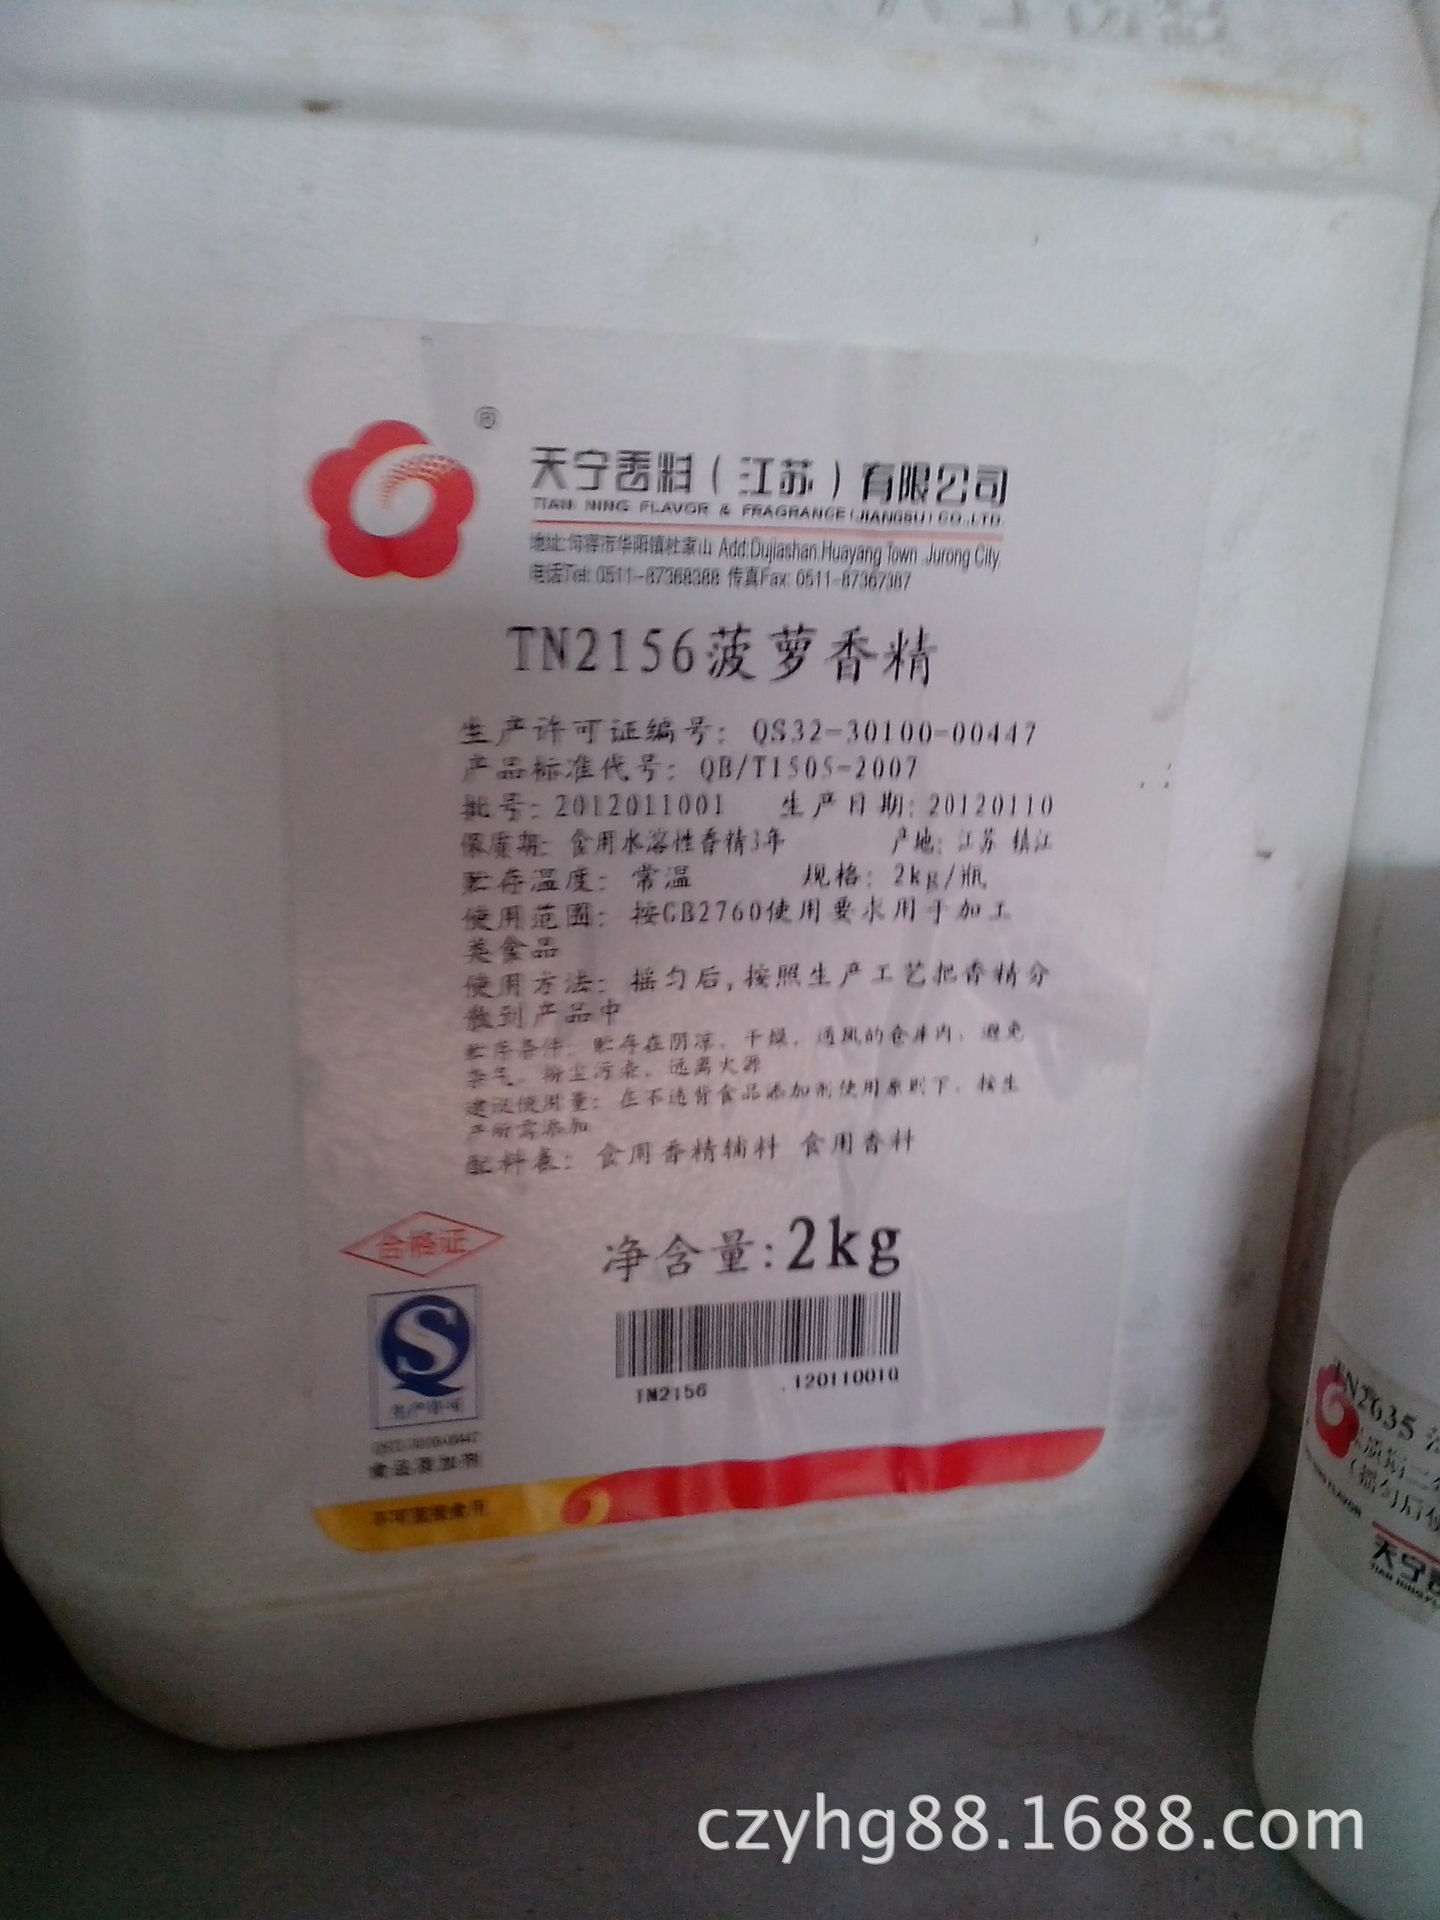 ®
天宁香料（江苏）有限公司
TIAN NING FLAVOR & FRAGRANCE(JIANGSU) CO.,LTD.
地址:句容市华阳镇杜家山 Add:Dujiashan.Huayang Town .Jurong City.
电话Tel: 0511-87368388 传真Fax: 0511-87367387
TN2156菠萝香精
生产许可证编号: QS32-30100-00447
产品标准代号: QB/T1505-2007
批号: 2012011001 生产日期: 20120110
保质期: 食用水溶性香精3年 产地: 江苏 镇江
贮存温度: 常温 规格: 2kg/瓶
使用范围: 按GB2760使用要求用于加工
类食品
使用方法: 摇匀后,按照生产工艺把香精分
散到产品中
贮存条件: 贮存在阴凉、干燥、通风的仓库内, 避免
杂气、粉尘污染, 远离火源
建议使用量: 在不违背食品添加剂使用原则下, 按生
产所需添加
配料表: 食用香精辅料 食用香料
合格证
净含量:2kg
TN2156 .120110010
生产许可
食品添加剂
不可直接食用
TN2635
天宁香
czyhg88.1688.com